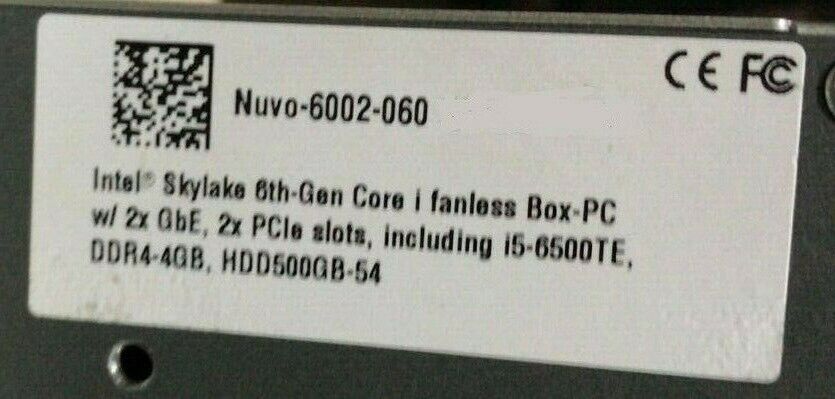 CE FC
Nuvo-6002-060
Intel® Skylake 6th-Gen Core i fanless Box-PC
w/ 2x GbE, 2x PCIe slots, including i5-6500TE,
DDR4-4GB, HDD500GB-54